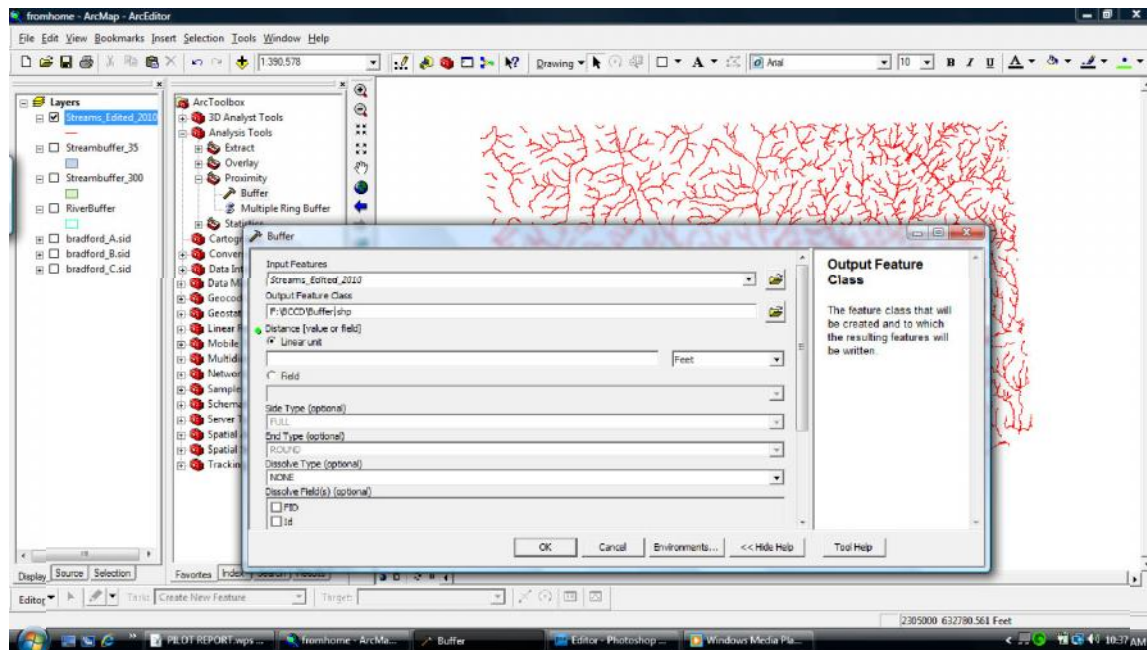 fromhome - ArcMap - ArcEditor
File Edit View Bookmarks Insert Selection Tools Window Help
1:390,578
Drawing
Arial
10
B I U A
Layers
Streams_Edited_2010
Streambuffer_35
Streambuffer_300
RiverBuffer
bradford_A.sid
bradford_B.sid
bradford_C.sid
Display Source Selection
ArcToolbox
3D Analyst Tools
Analysis Tools
Extract
Overlay
Proximity
Buffer
Multiple Ring Buffer
Statistics
Cartogr
Conver
Data Int
Data M
Geocod
Geostat
Linear R
Mobile
Multidi
Networ
Sample
Schema
Server T
Spatial
Spatial
Trackin
Favorites Index Search Results
Buffer
Input Features
Streams_Edited_2010
Output Feature Class
F:\BCCD\Buffer.shp
Distance [value or field]
Linear unit
Feet
Field
Side Type (optional)
FULL
End Type (optional)
ROUND
Dissolve Type (optional)
NONE
Dissolve Field(s) (optional)
FID
Id
OK Cancel Environments... << Hide Help Tool Help
Output Feature Class
The feature class that will
be created and to which
the resulting features will
be written.
Editor Task: Create New Feature Target:
2305000 632780.561 Feet
PILOT REPORT.wps ... fromhome - ArcMa... Buffer Editor - Photoshop ... Windows Media Pla... 10:37 AM